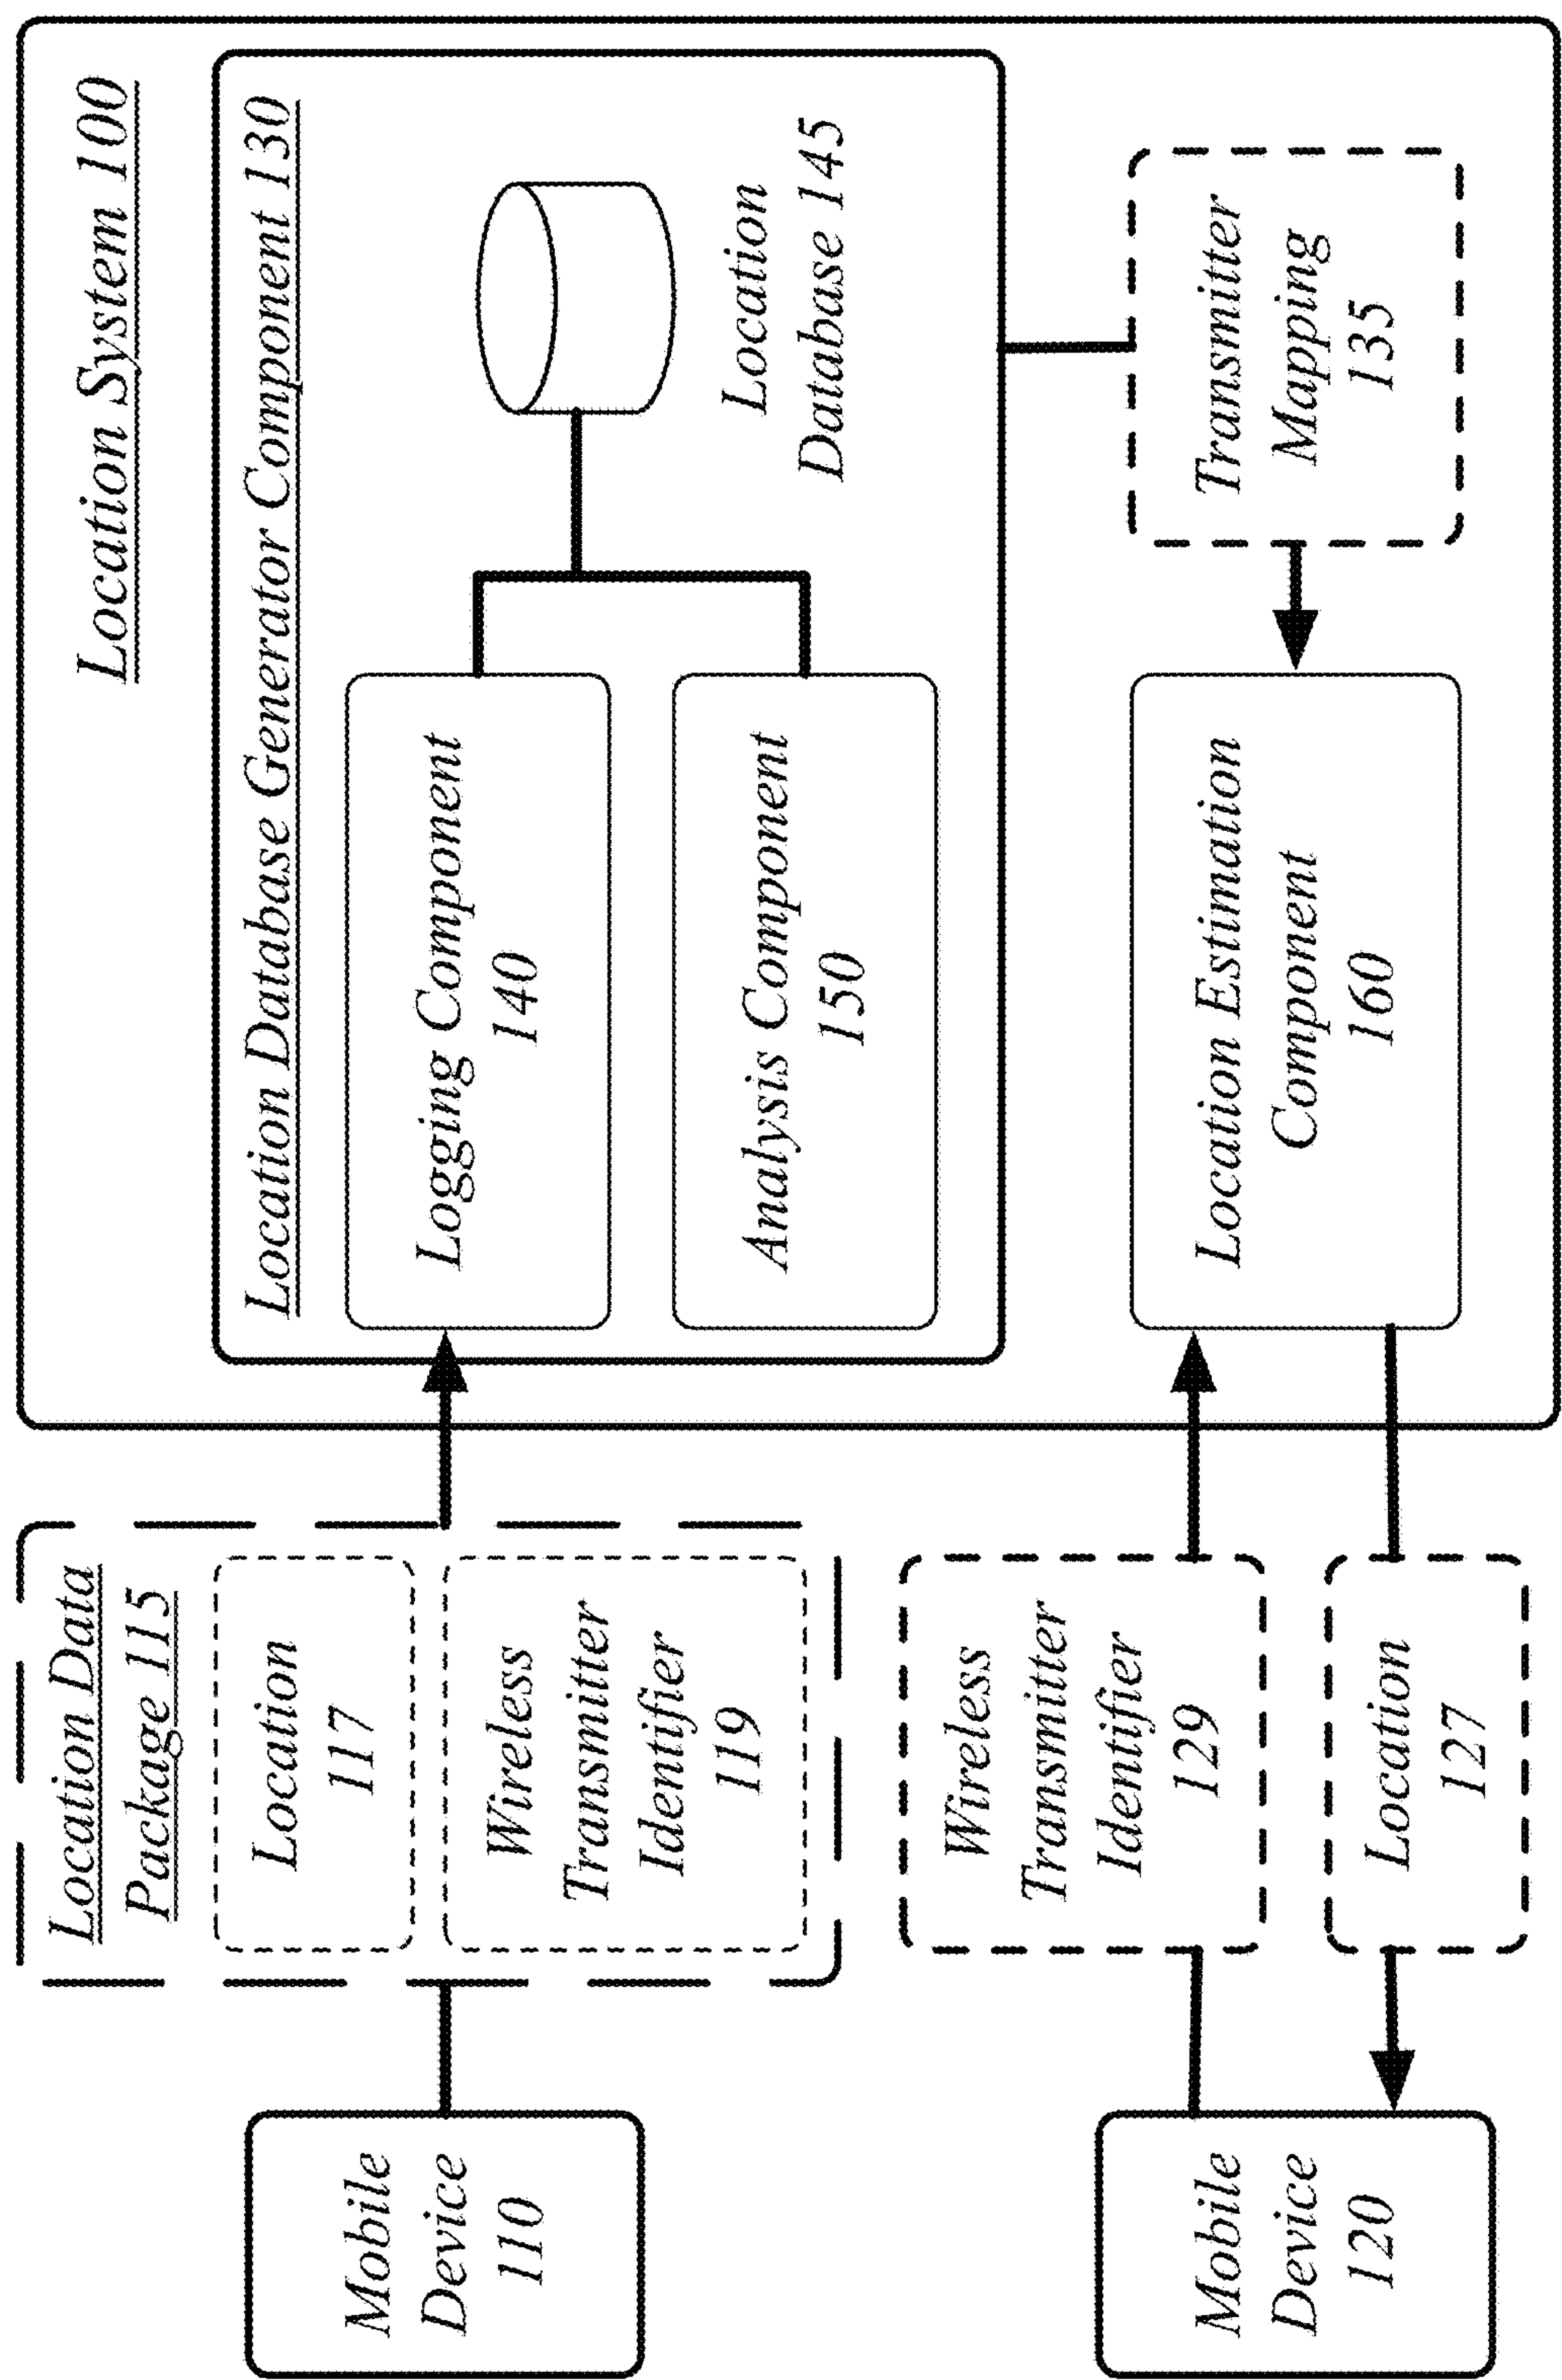 Location System 100
Location Database Generator Component 130
Logging Component
140
Analysis Component
150
Location
Database 145
Location Data
Package 115
Location
117
Wireless
Transmitter
Identifier
119
Mobile
Device
110
Wireless
Transmitter
Identifier
129
Location
127
Mobile
Device
120
Location Estimation
Component
160
Transmitter
Mapping
135